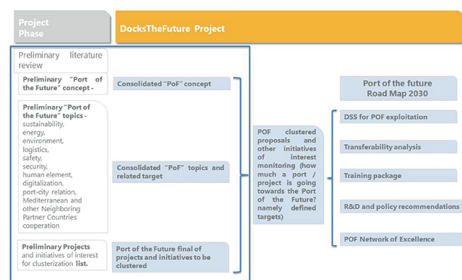 Project
Phase
DocksTheFuture Project
Preliminary literature
review
Preliminary "Port of
the Future" concept -
Consolidated "PoF" concept
Preliminary "Port of
the Future" topics -
sustainability,
energy,
environment,
logistics,
safety,
security,
human element,
digitalization,
port-city relation,
Mediterranean and
other Neighboring
Partner Countries
cooperation
Consolidated "PoF" topics and
related target
Preliminary Projects
and initiatives of interest
for clusterization list.
Port of the Future final of
projects and initiatives to be
clustered
POF clustered
proposals and
other initiatives
of interest
monitoring (how
much a port /
project is going
towards the Port
of the Future?
namely defined
targets)
Port of the future
Road Map 2030
DSS for POF exploitation
Transferability analysis
Training package
R&D and policy recommendations
POF Network of Excellence